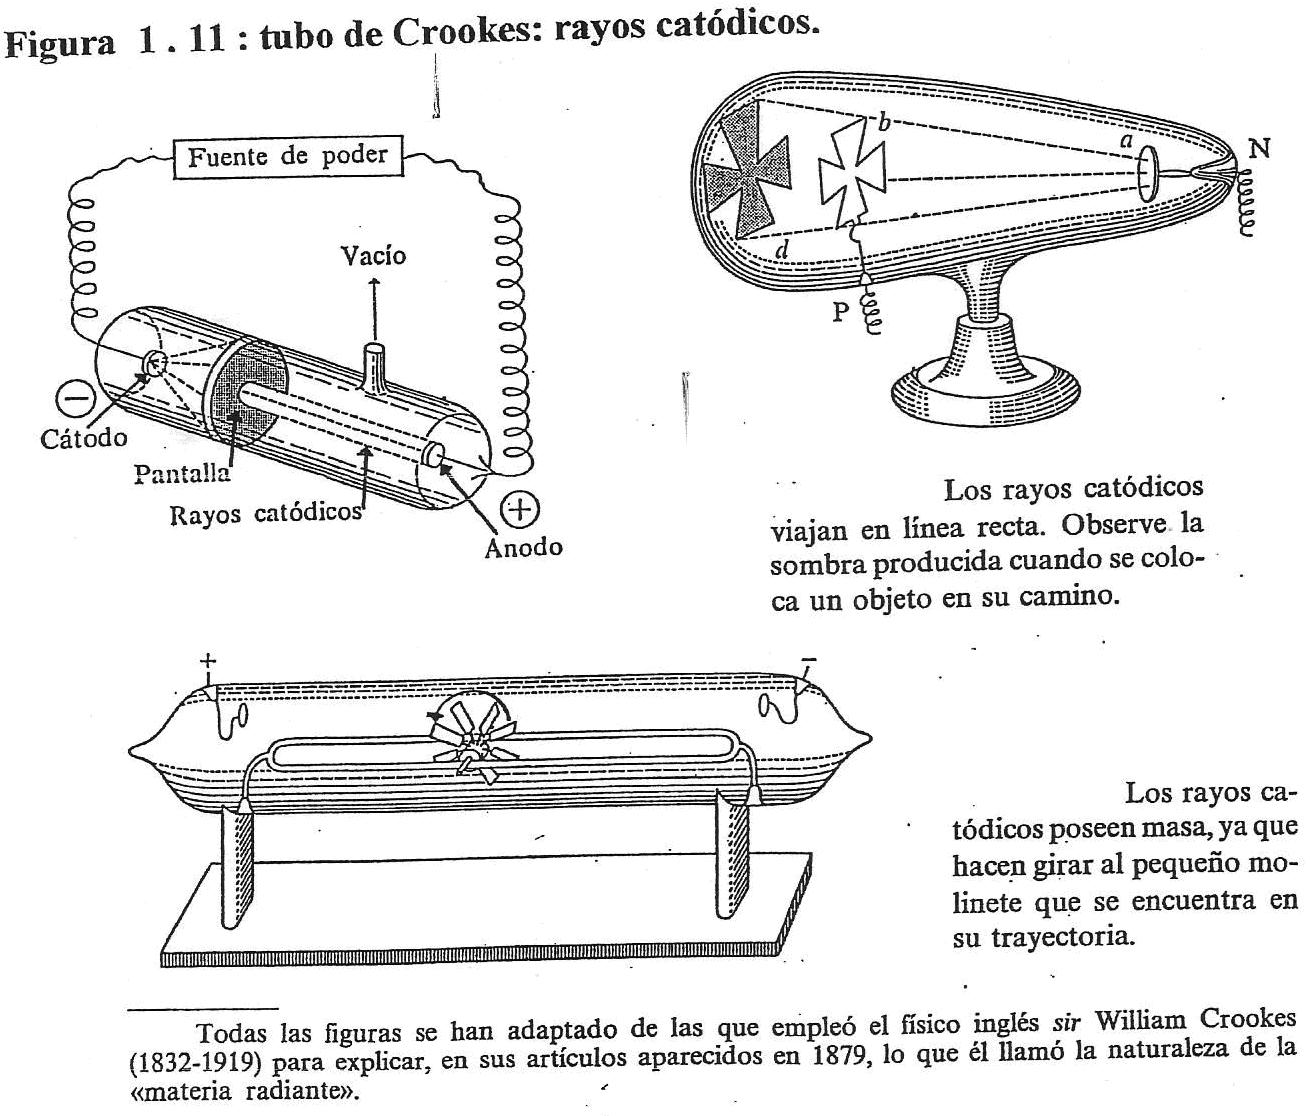 Figura 1 . 11 : tubo de Crookes: rayos catódicos.
Fuente de poder
Vacío
−
Cátodo
Pantalla
Rayos catódicos
+
Anodo
a
b
d
N
P
Los rayos catódicos
viajan en línea recta. Observe la
sombra producida cuando se colo-
ca un objeto en su camino.
+
−
Los rayos ca-
tódicos poseen masa, ya que
hacen girar al pequeño mo-
linete que se encuentra en
su trayectoria.
Todas las figuras se han adaptado de las que empleó el físico inglés sir William Crookes
(1832-1919) para explicar, en sus artículos aparecidos en 1879, lo que él llamó la naturaleza de la
«materia radiante».